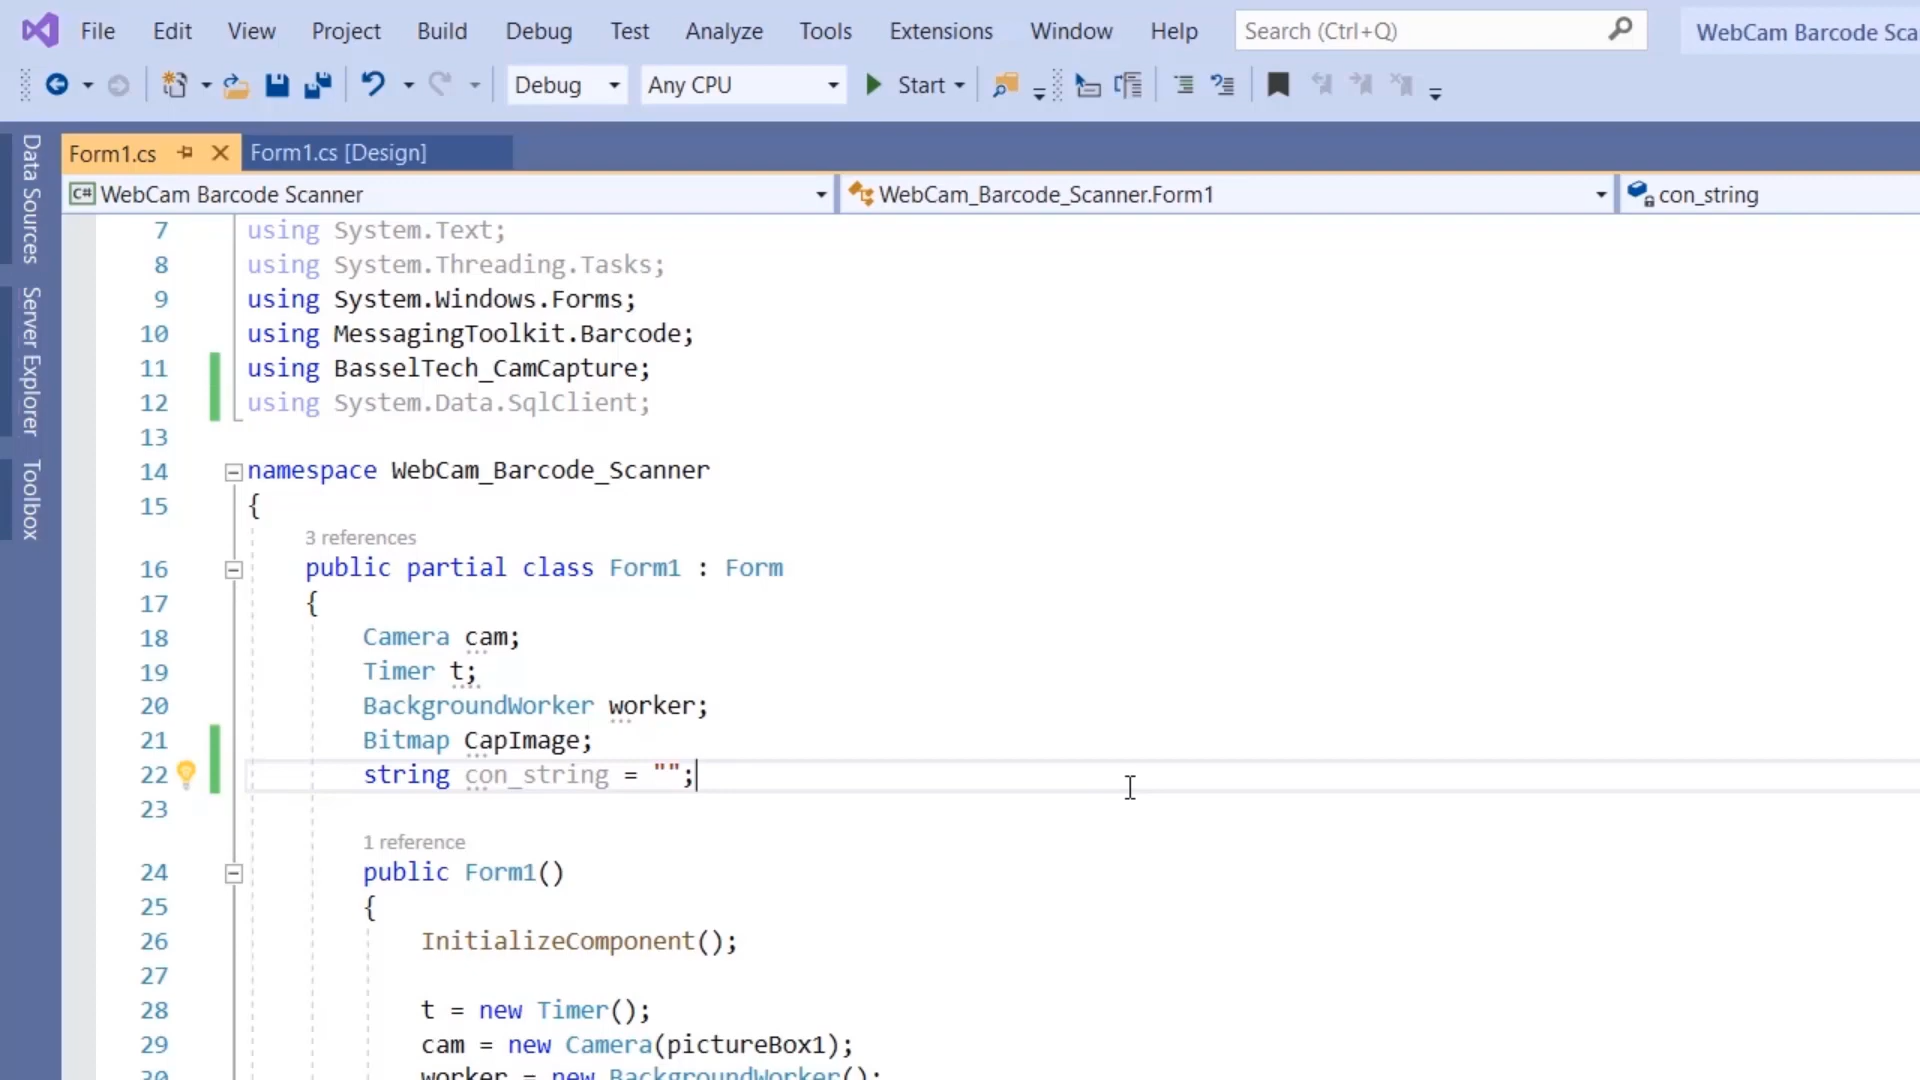 File Edit View Project Build Debug Test Analyze Tools Extensions Window Help Search (Ctrl+Q) WebCam Barcode Sca
Debug Any CPU Start
Data Sources
Server Explorer
Toolbox
Form1.cs Form1.cs [Design]
C# WebCam Barcode Scanner WebCam_Barcode_Scanner.Form1 con_string
7 using System.Text;
8 using System.Threading.Tasks;
9 using System.Windows.Forms;
10 using MessagingToolkit.Barcode;
11 using BasselTech_CamCapture;
12 using System.Data.SqlClient;
13
14 namespace WebCam_Barcode_Scanner
15 {
3 references
16 public partial class Form1 : Form
17 {
18 Camera cam;
19 Timer t;
20 BackgroundWorker worker;
21 Bitmap CapImage;
22 string con_string = "";
23
1 reference
24 public Form1()
25 {
26 InitializeComponent();
27
28 t = new Timer();
29 cam = new Camera(pictureBox1);
30 worker = new BackgroundWorker();